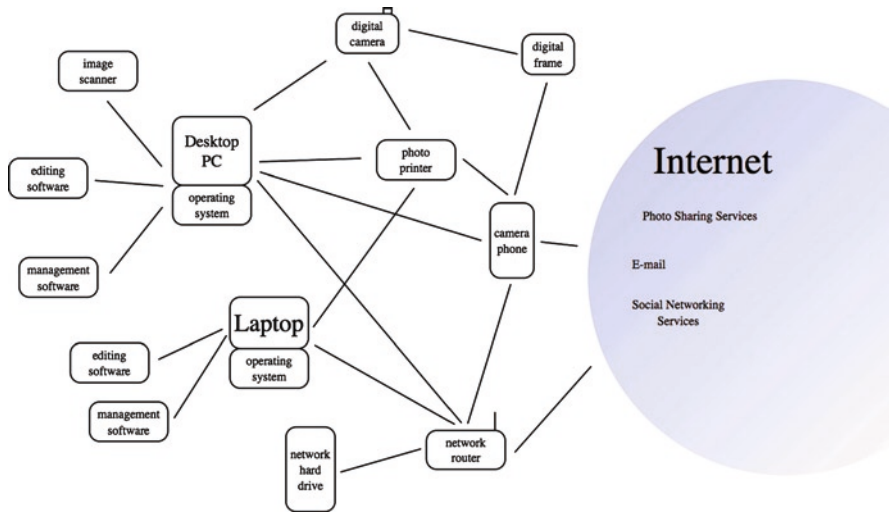 digital
camera
digital
frame
image
scanner
Desktop
PC
operating
system
photo
printer
editing
software
camera
phone
management
software
Laptop
operating
system
editing
software
management
software
network
hard
drive
network
router
Internet
Photo Sharing Services
E-mail
Social Networking
Services